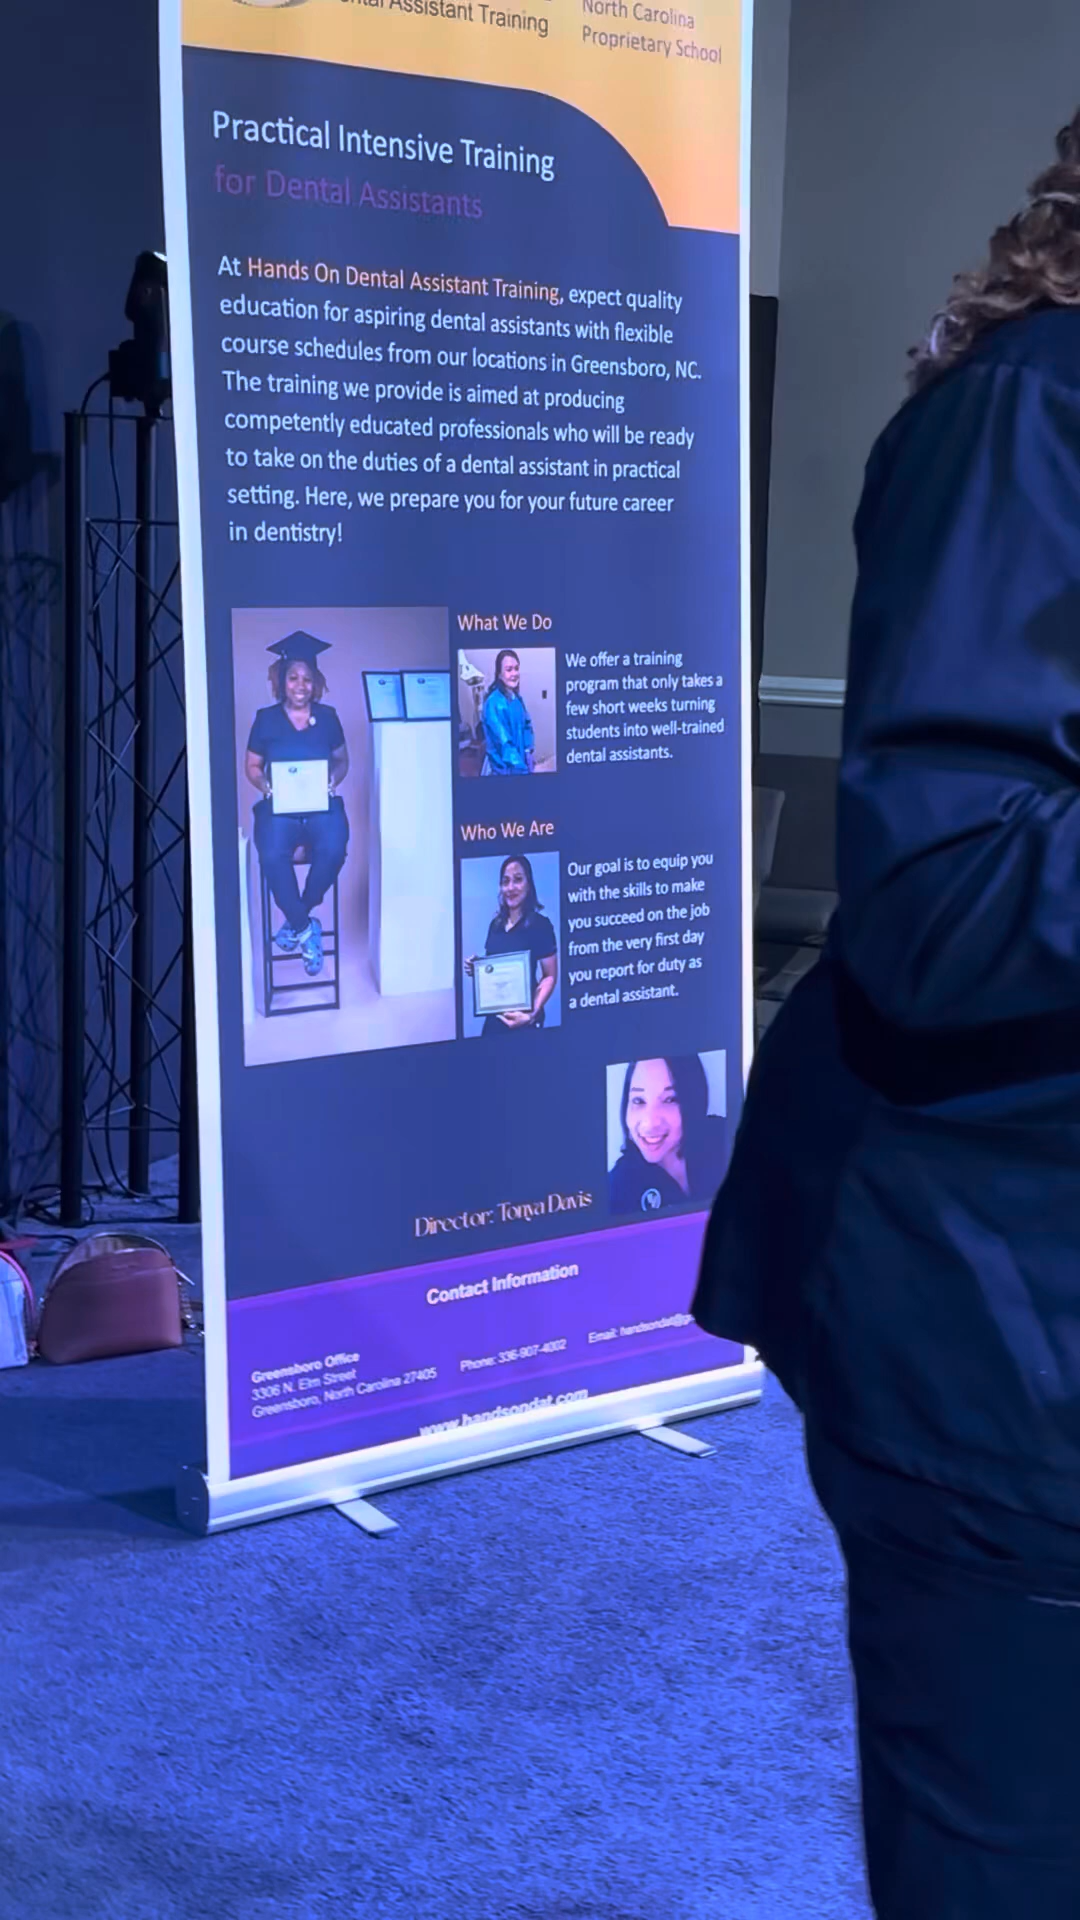 Assistant Training
North Carolina
Proprietary School
Practical Intensive Training
for Dental Assistants
At Hands On Dental Assistant Training, expect quality
education for aspiring dental assistants with flexible
course schedules from our locations in Greensboro, NC.
The training we provide is aimed at producing
competently educated professionals who will be ready
to take on the duties of a dental assistant in practical
setting. Here, we prepare you for your future career
in dentistry!
What We Do
We offer a training
program that only takes a
few short weeks turning
students into well-trained
dental assistants.
Who We Are
Our goal is to equip you
with the skills to make
you succeed on the job
from the very first day
you report for duty as
a dental assistant.
Director: Tonya Davis
Contact Information
Greensboro Office
3306 N. Elm Street
Greensboro, North Carolina 27405
Phone: 336-907-4002
Email: handsondat@g
www.handsondat.com